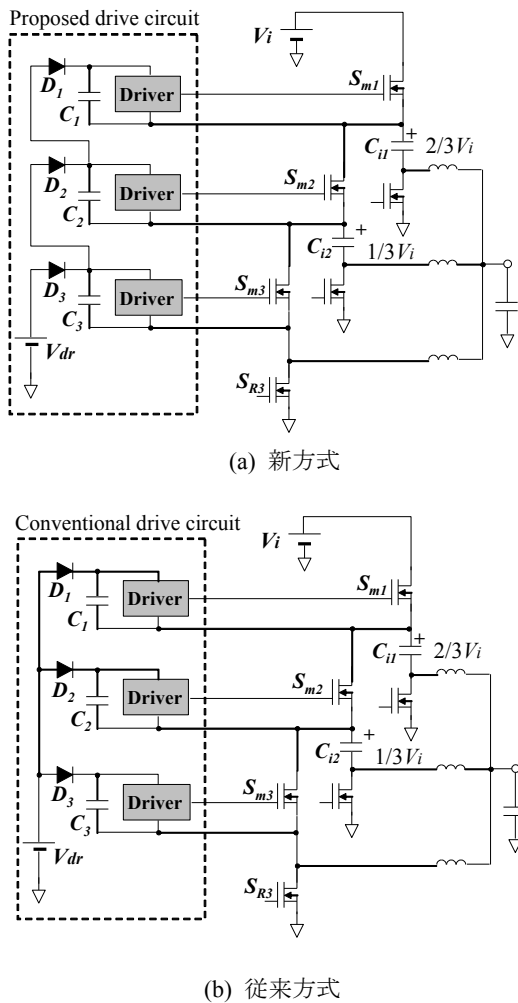 Proposed drive circuit
Vi
D1
C1
Driver
Sm1
Ci1
+
2/3Vi
D2
C2
Driver
Sm2
+
Ci2
1/3Vi
D3
C3
Driver
Sm3
Vdr
SR3
(a) 新方式
Conventional drive circuit
Vi
D1
C1
Driver
Sm1
+
Ci1
2/3Vi
D2
C2
Driver
Sm2
+
Ci2
1/3Vi
D3
C3
Driver
Sm3
Vdr
SR3
(b) 従来方式